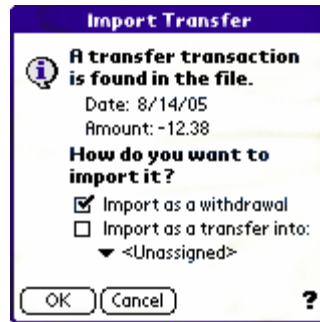 Import Transfer
A transfer transaction
is found in the file.
Date: 8/14/05
Amount: -12.38
How do you want to
import it?
Import as a withdrawal
Import as a transfer into:
<Unassigned>
OK Cancel ?